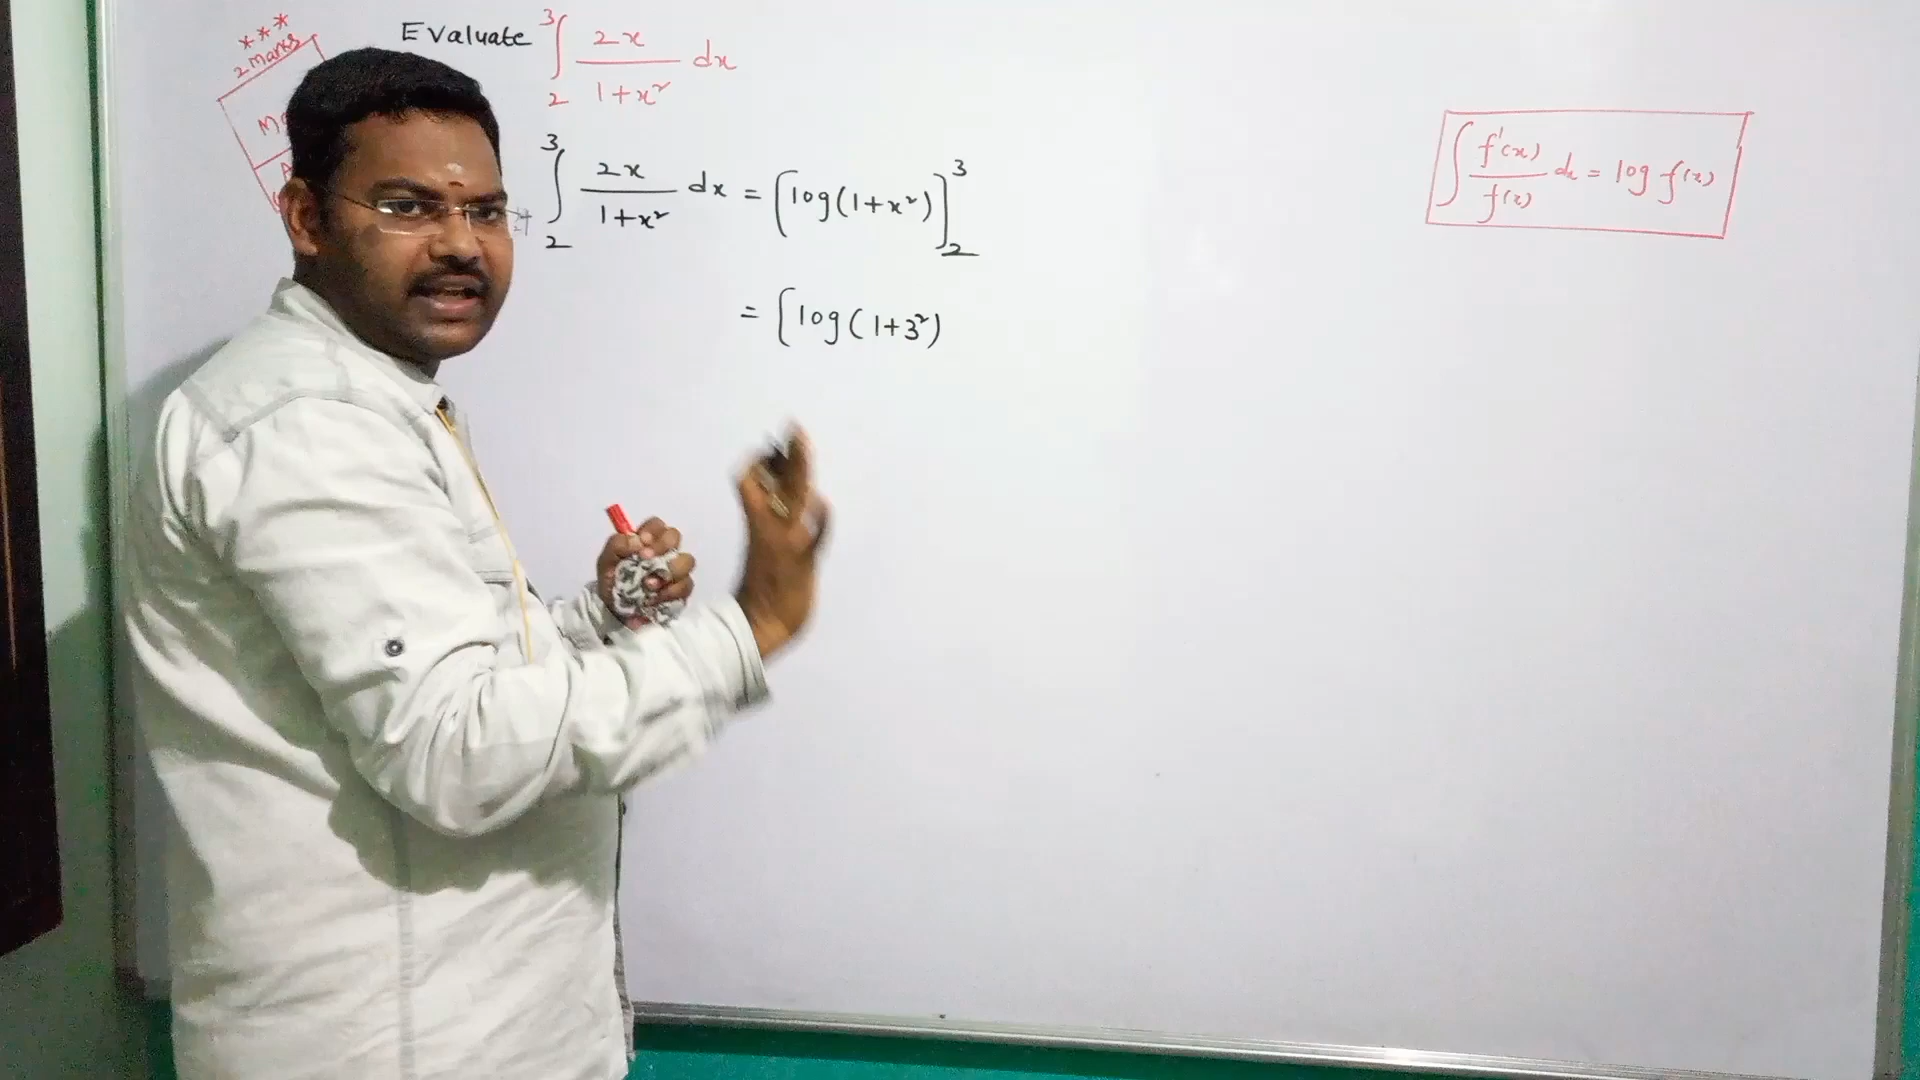 ***
2 Marks
Evaluate ∫₂³ 2x/(1+x²) dx
∫₂³ 2x/(1+x²) dx = [log(1+x²)]₂³
= [log(1+3²)
∫ f'(x)/f(x) dx = log f(x)